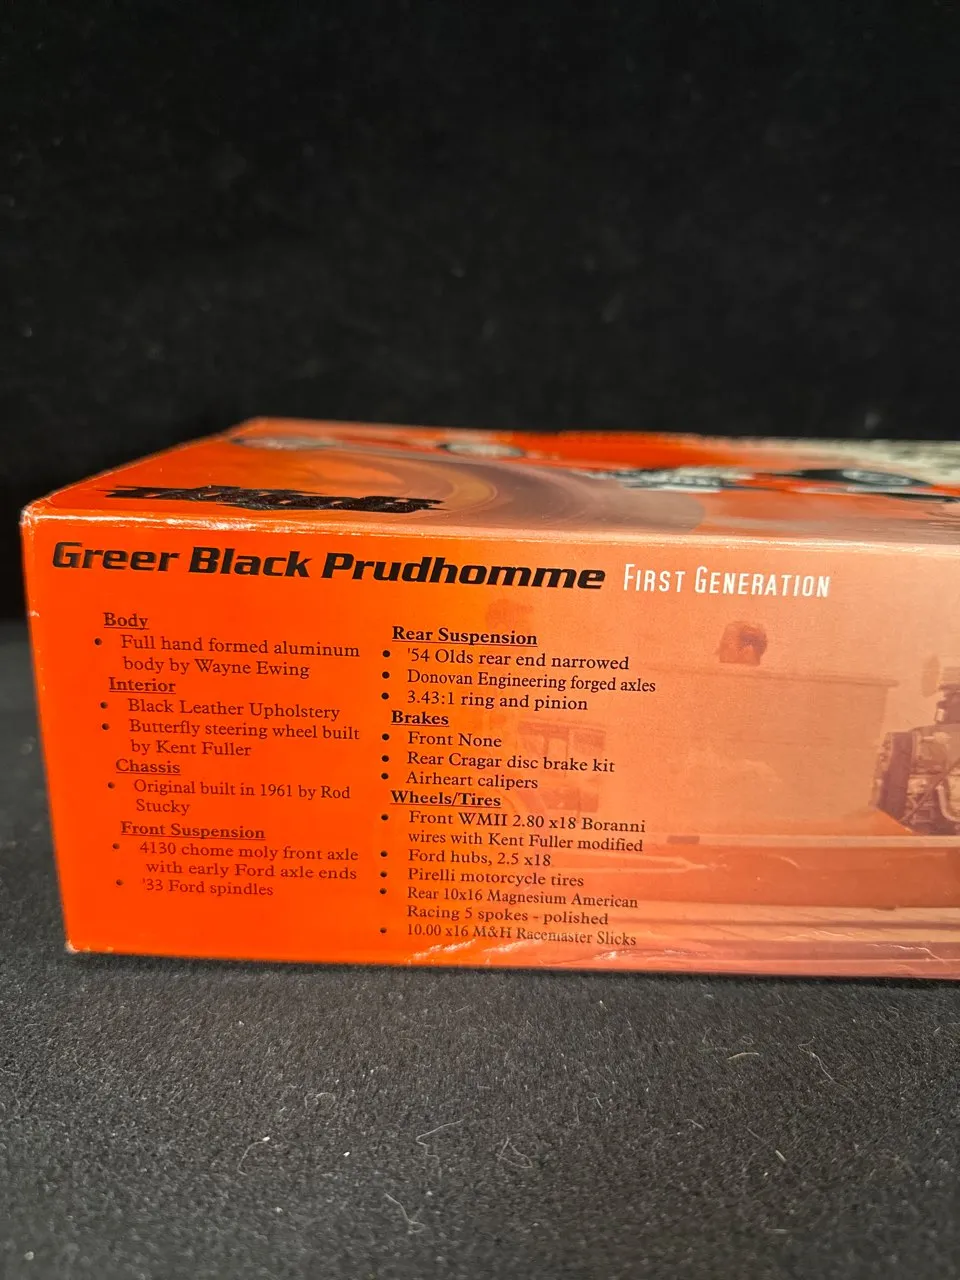 Greer Black Prudhomme FIRST GENERATION
Body
• Full hand formed aluminum
body by Wayne Ewing
Interior
• Black Leather Upholstery
• Butterfly steering wheel built
by Kent Fuller
Chassis
• Original built in 1961 by Rod
Stucky
Front Suspension
• 4130 chome moly front axle
with early Ford axle ends
• '33 Ford spindles
Rear Suspension
• '54 Olds rear end narrowed
• Donovan Engineering forged axles
• 3.43:1 ring and pinion
Brakes
• Front None
• Rear Cragar disc brake kit
• Airheart calipers
Wheels/Tires
• Front WMII 2.80 x18 Boranni
wires with Kent Fuller modified
• Ford hubs, 2.5 x18
• Pirelli motorcycle tires
• Rear 10x16 Magnesium American
Racing 5 spokes - polished
• 10.00 x16 M&H Racemaster Slicks